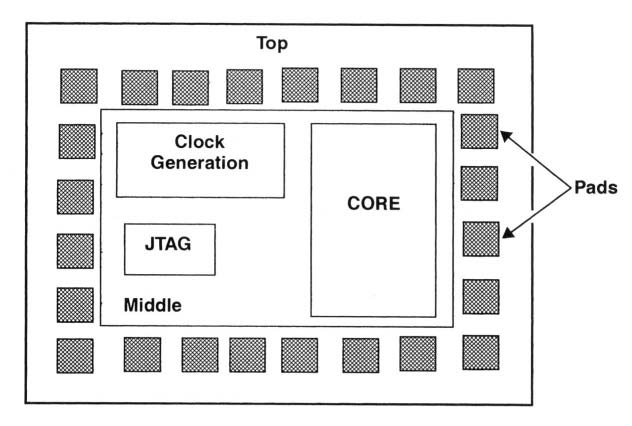 Top
Clock
Generation
CORE
Pads
JTAG
Middle